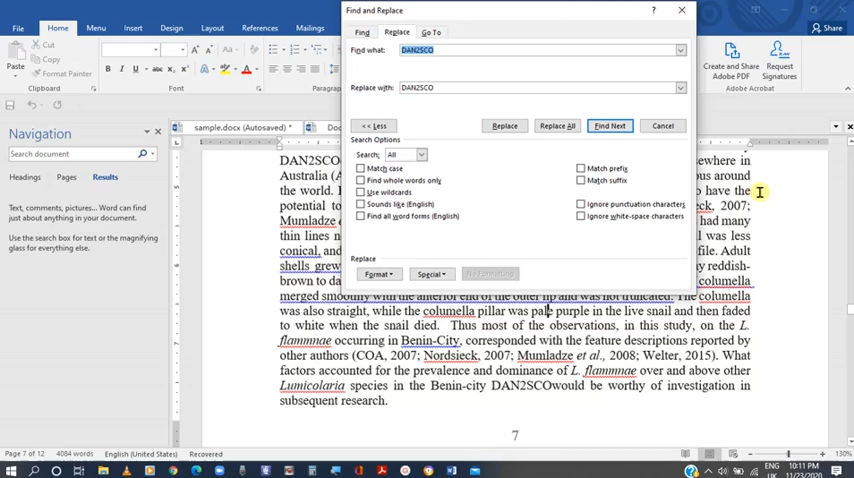 Find and Replace
?
File Home Insert Draw Design Layout References Mailings
Share
Find Replace Go To
Cut
Copy
Format Painter
Paste
Find what: DAN2SCO
Replace with: DAN2SCO
Create and Share Adobe PDF
Request Signatures
Adobe Acrobat
<< Less Replace Replace All Find Next Cancel
Search Options
Search: All
Match case
Find whole words only
Use wildcards
Sounds like (English)
Find all word forms (English)
Match prefix
Match suffix
Ignore punctuation characters
Ignore white-space characters
Replace
Format Special No Formatting
Navigation
Search document
Headings Pages Results
Text, comments, pictures... Word can find just about anything in your document.
Use the search box for text or the magnifying glass for everything else.
sample.docx (Autosaved) *
DAN2SCO
sewhere in
Australia (A
ous around
the world.
o have the
potential to
eck, 2007;
Mumladze
had many
thin lines n
l was less
conical, and
file. Adult
shells grew
y reddish-
brown to da
columella
merged smoothly with the anterior end of the outer lip and was not truncated. The columella
was also straight, while the columella pillar was pale purple in the live snail and then faded
to white when the snail died. Thus most of the observations, in this study, on the L.
flammnae occurring in Benin-City, corresponded with the feature descriptions reported by
other authors (COA, 2007; Nordsieck, 2007; Mumladze et al., 2008; Welter, 2015). What
factors accounted for the prevalence and dominance of L. flammnae over and above other
Lumicolaria species in the Benin-city DAN2SCOwould be worthy of investigation in
subsequent research.
7
Page 7 of 12 4084 words English (United States) Recovered
130%
ENG
UK
10:11 PM
11/23/2020